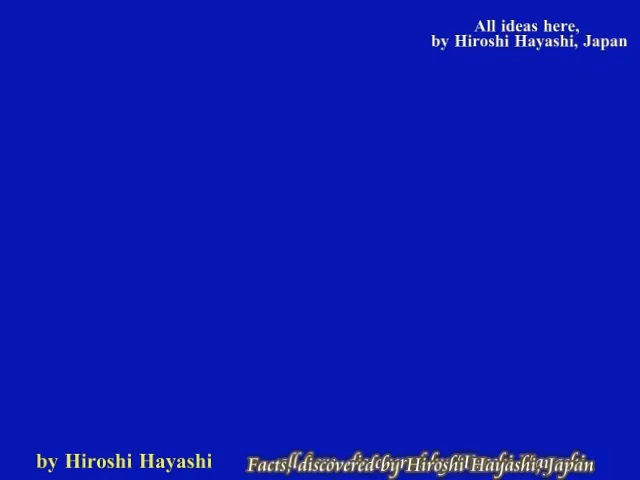 All ideas here,
by Hiroshi Hayashi, Japan
by Hiroshi Hayashi
Facts, discovered by Hiroshi Hayashi, Japan